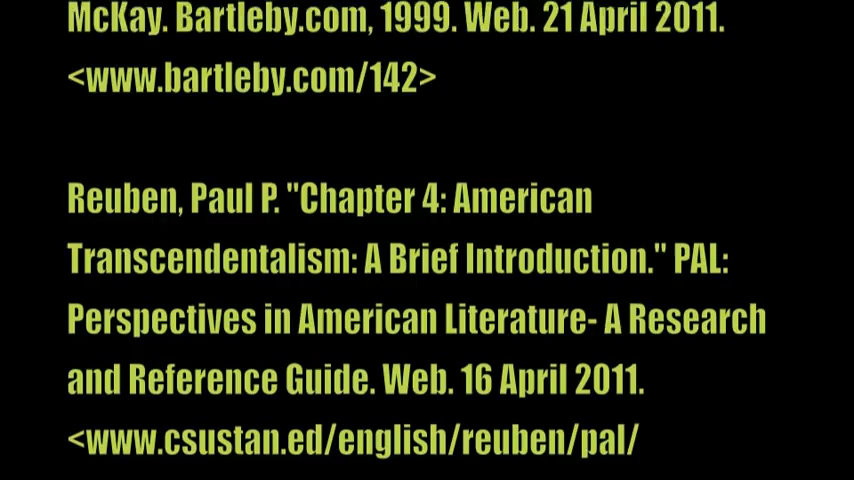 McKay. Bartleby.com, 1999. Web. 21 April 2011.
<www.bartleby.com/142>
Reuben, Paul P. "Chapter 4: American
Transcendentalism: A Brief Introduction." PAL:
Perspectives in American Literature- A Research
and Reference Guide. Web. 16 April 2011.
<www.csustan.ed/english/reuben/pal/